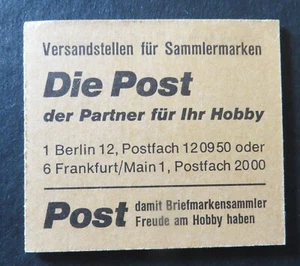 Versandstellen für Sammlermarken
Die Post
der Partner für Ihr Hobby
1 Berlin 12, Postfach 120950 oder
6 Frankfurt/Main 1, Postfach 2000
Post damit Briefmarkensammler
Freude am Hobby haben